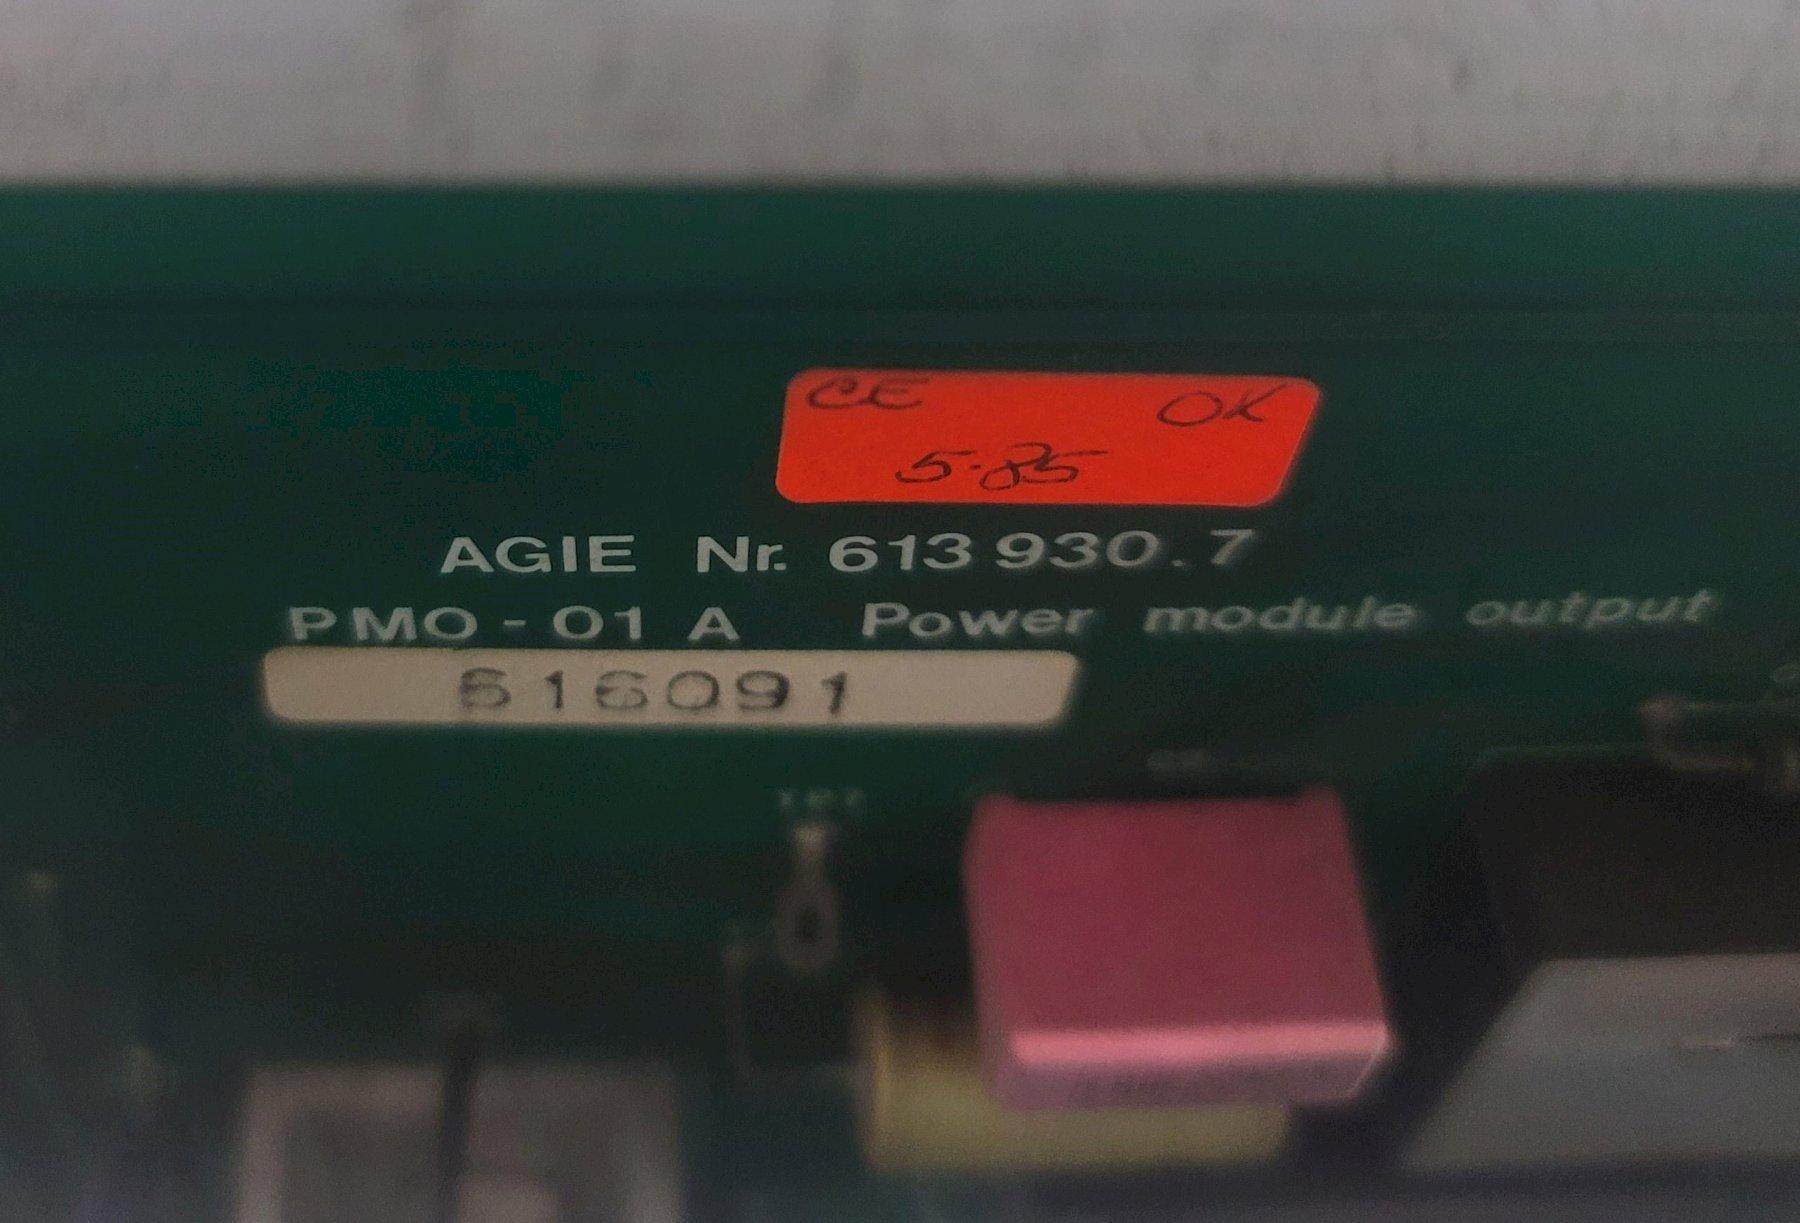 CE OK
5-85
AGIE Nr. 613 930.7
PMO-01 A Power module output
616091